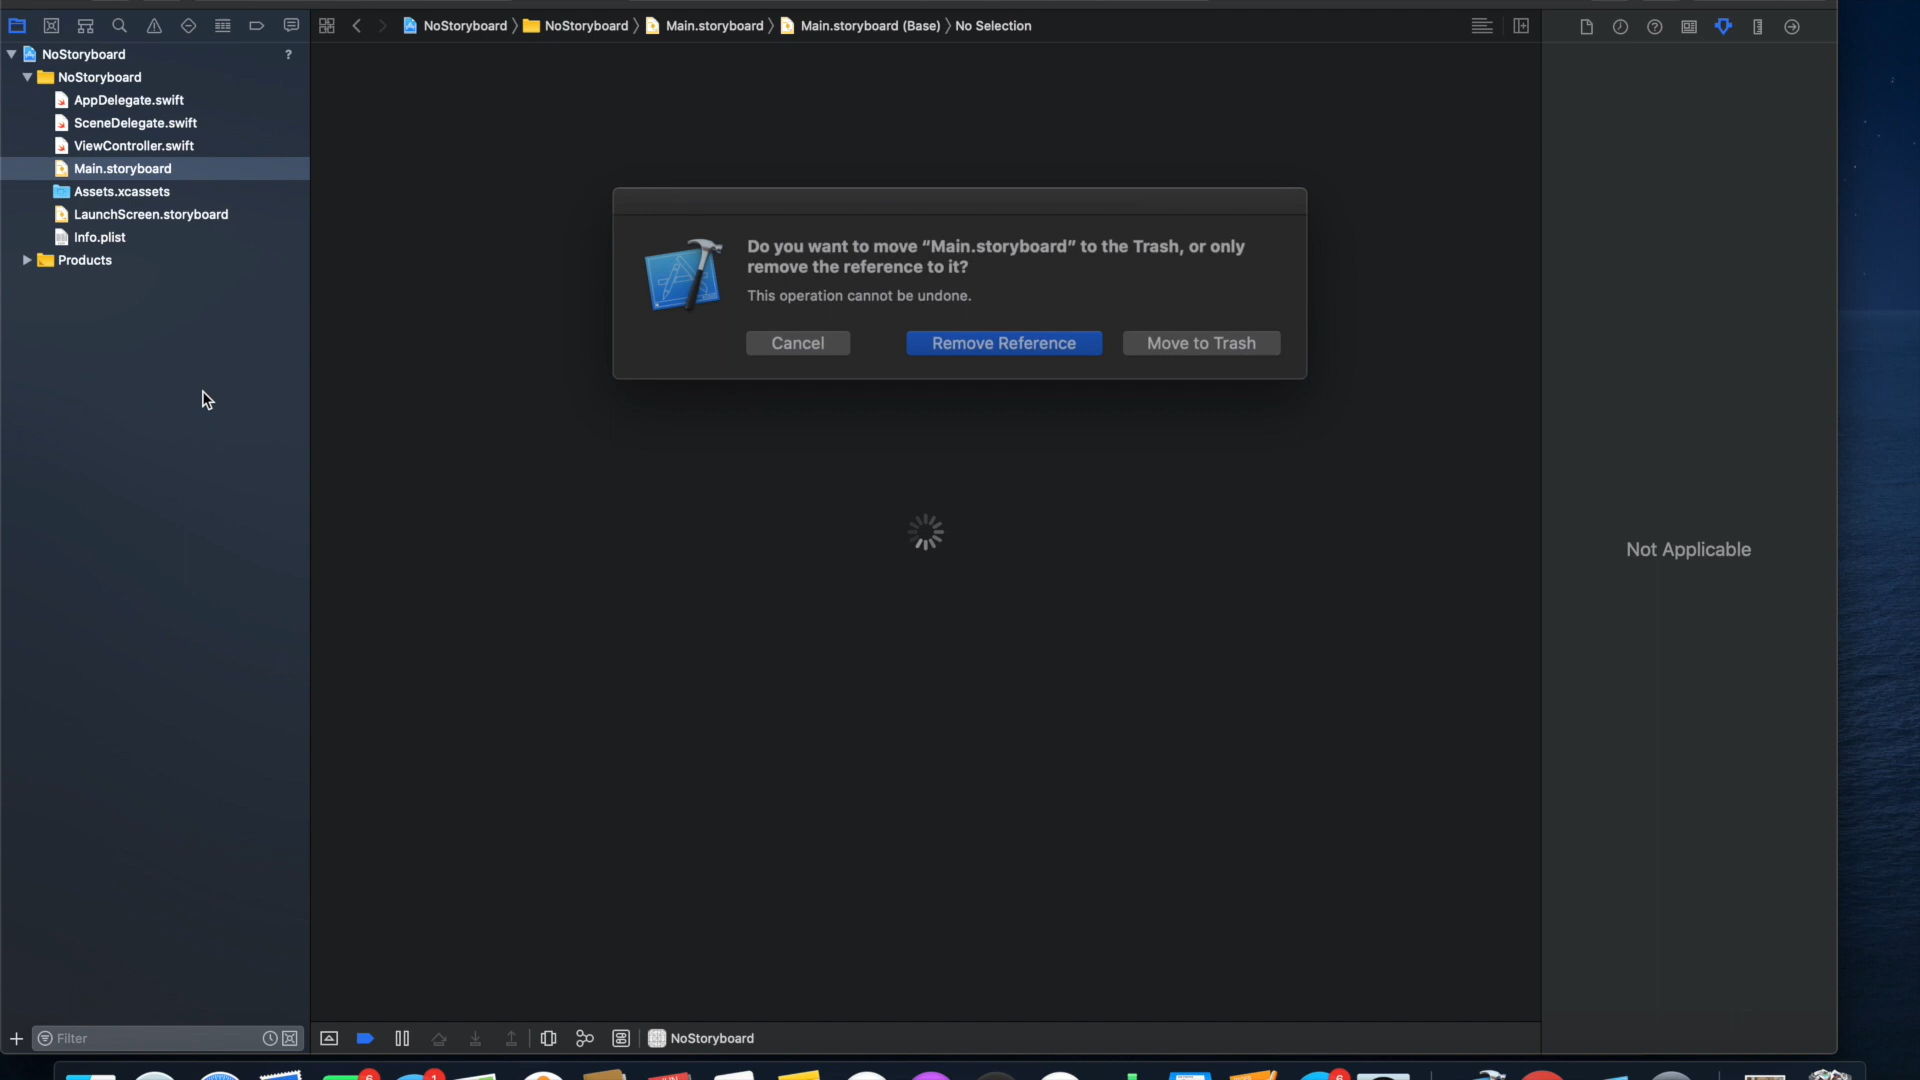 NoStoryboard
NoStoryboard
Main.storyboard
Main.storyboard (Base)
No Selection
NoStoryboard
?
NoStoryboard
AppDelegate.swift
SceneDelegate.swift
ViewController.swift
Main.storyboard
Assets.xcassets
LaunchScreen.storyboard
Info.plist
Products
Do you want to move “Main.storyboard” to the Trash, or only
remove the reference to it?
This operation cannot be undone.
Cancel
Remove Reference
Move to Trash
Not Applicable
Filter
NoStoryboard
6
1
6